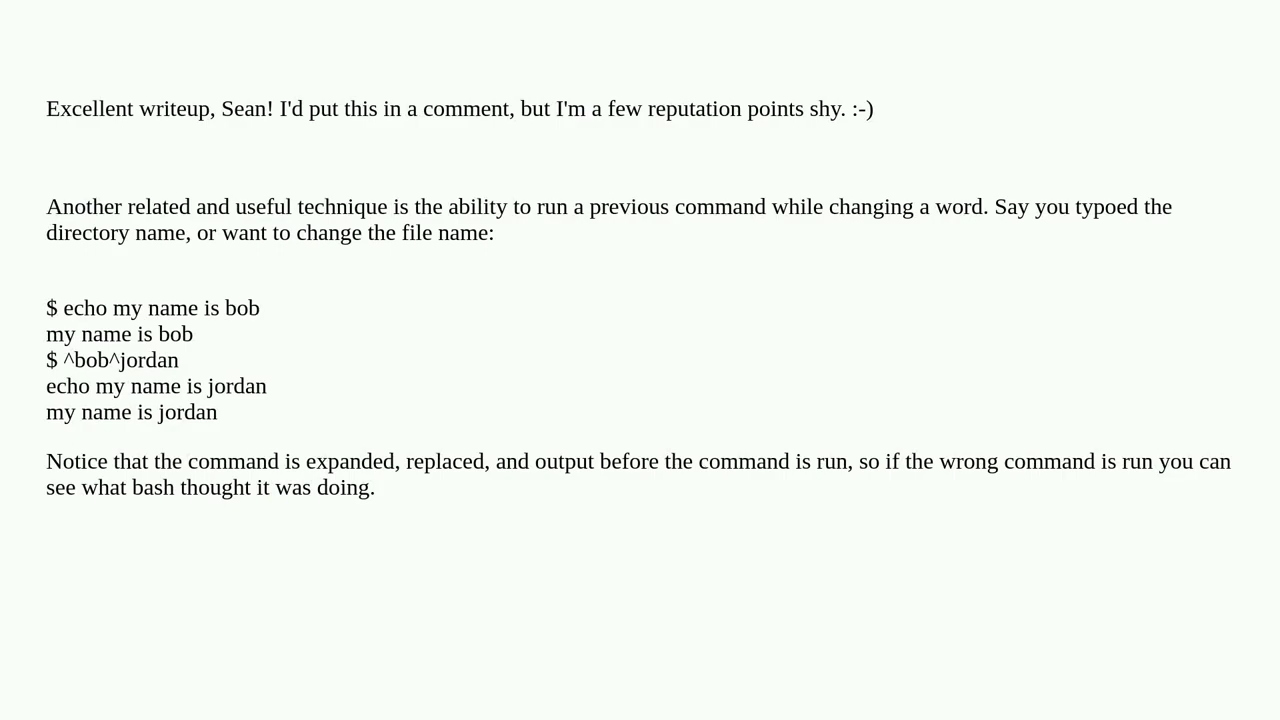 Excellent writeup, Sean! I'd put this in a comment, but I'm a few reputation points shy. :-)
Another related and useful technique is the ability to run a previous command while changing a word. Say you typoed the
directory name, or want to change the file name:
$ echo my name is bob
my name is bob
$ ^bob^jordan
echo my name is jordan
my name is jordan
Notice that the command is expanded, replaced, and output before the command is run, so if the wrong command is run you can
see what bash thought it was doing.